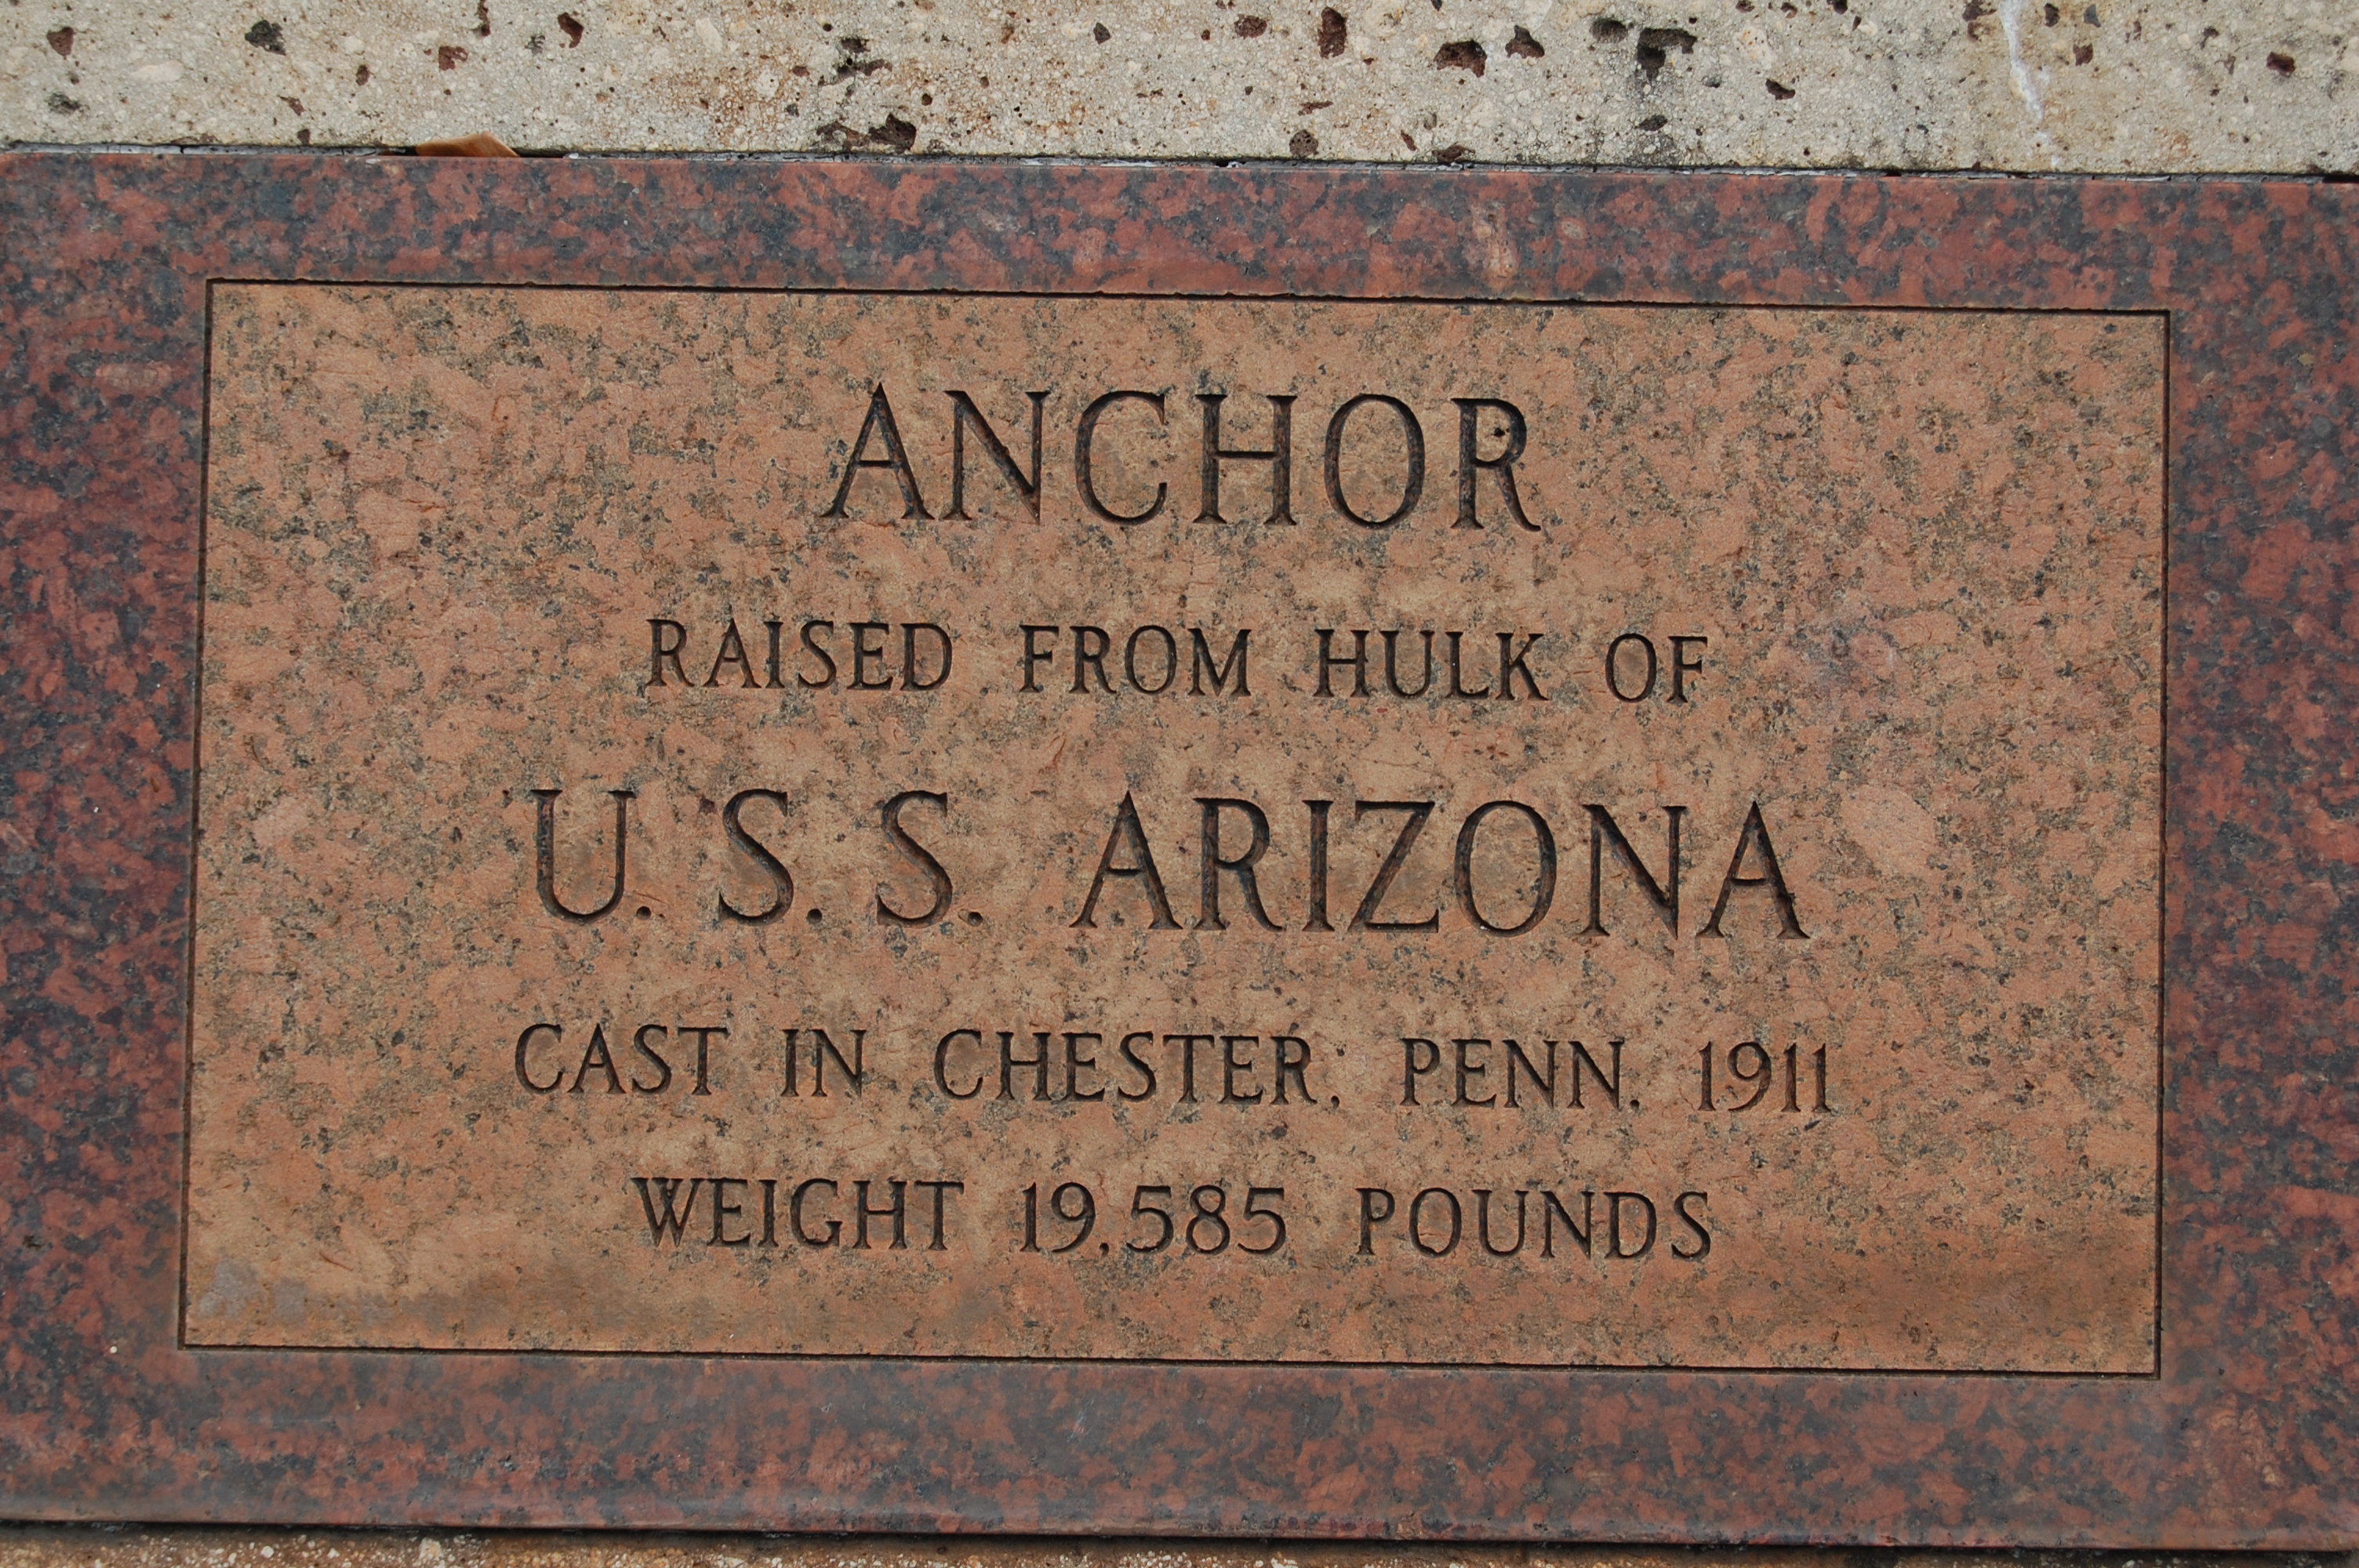 ANCHOR
RAISED FROM HULK OF
U.S.S. ARIZONA
CAST IN CHESTER, PENN. 1911
WEIGHT 19,585 POUNDS